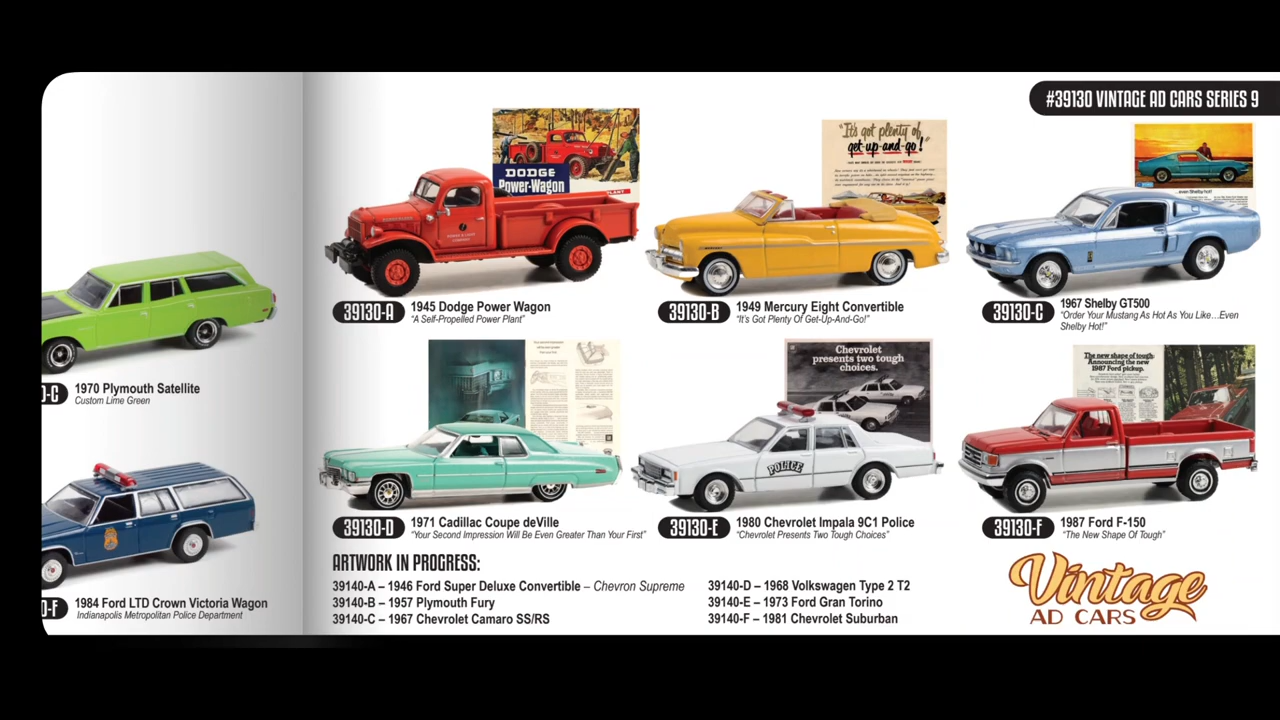 D-C
1970 Plymouth Satellite
Custom Lime Green
D-F
1984 Ford LTD Crown Victoria Wagon
Indianapolis Metropolitan Police Department
#39130 VINTAGE AD CARS SERIES 9
DODGE
Power-Wagon
PLANT
39130-A
1945 Dodge Power Wagon
"A Self-Propelled Power Plant"
"It's got plenty of
get-up-and-go!"
39130-B
1949 Mercury Eight Convertible
"It's Got Plenty Of Get-Up-And-Go!"
...even Shelby hot!
39130-C
1967 Shelby GT500
"Order Your Mustang As Hot As You Like…Even
Shelby Hot!"
39130-D
1971 Cadillac Coupe deVille
"Your Second Impression Will Be Even Greater Than Your First"
Chevrolet
presents two tough
choices.
POLICE
39130-E
1980 Chevrolet Impala 9C1 Police
"Chevrolet Presents Two Tough Choices"
The new shape of tough:
Announcing the new
1987 Ford pickup.
39130-F
1987 Ford F-150
"The New Shape Of Tough"
ARTWORK IN PROGRESS:
39140-A – 1946 Ford Super Deluxe Convertible – Chevron Supreme
39140-B – 1957 Plymouth Fury
39140-C – 1967 Chevrolet Camaro SS/RS
39140-D – 1968 Volkswagen Type 2 T2
39140-E – 1973 Ford Gran Torino
39140-F – 1981 Chevrolet Suburban
Vintage
AD CARS